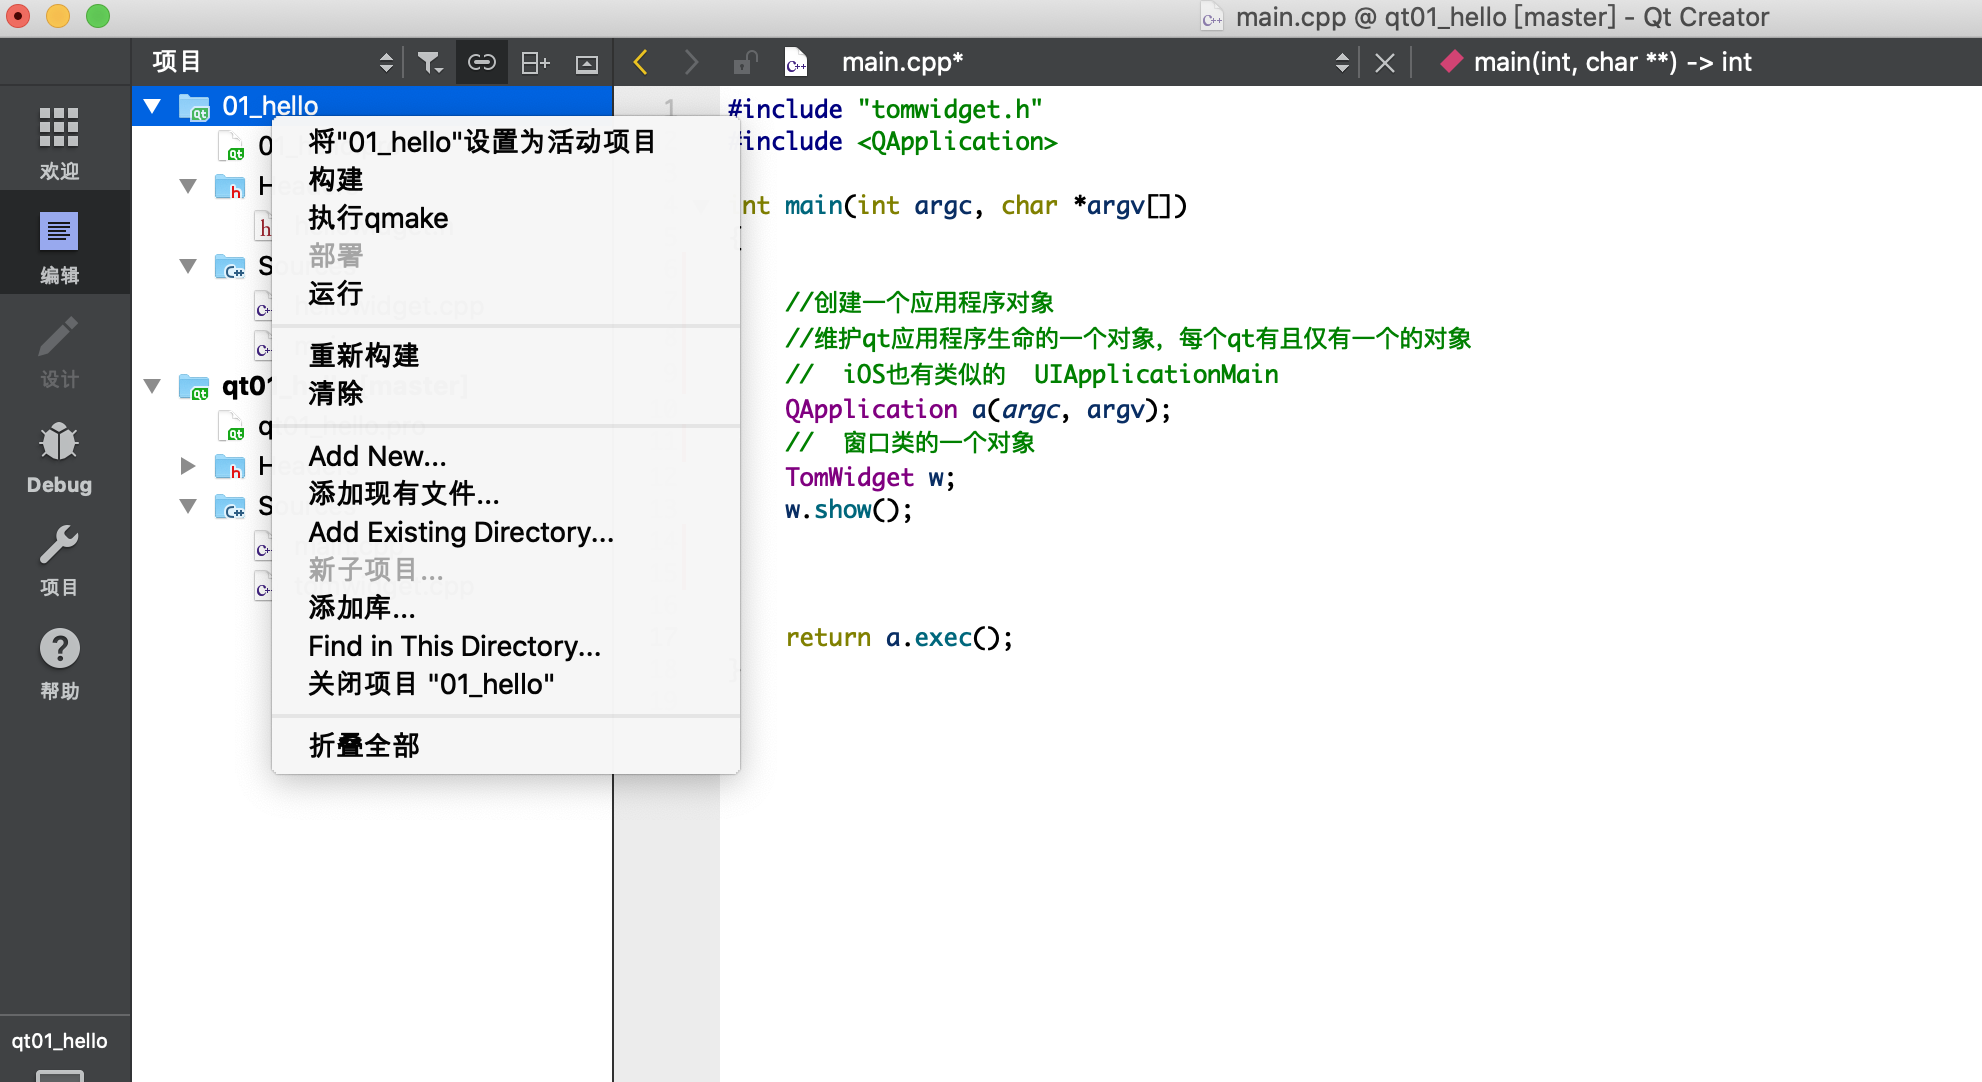 main.cpp @ qt01_hello [master] - Qt Creator
项目
main.cpp*
main(int, char **) -> int
欢迎
编辑
设计
Debug
项目
帮助
qt01_hello
01_hello
将"01_hello"设置为活动项目
构建
执行qmake
部署
运行
重新构建
清除
Add New...
添加现有文件...
Add Existing Directory...
新子项目...
添加库...
Find in This Directory...
关闭项目 "01_hello"
折叠全部
1
#include "tomwidget.h"
#include <QApplication>
int main(int argc, char *argv[])
{
//创建一个应用程序对象
//维护qt应用程序生命的一个对象，每个qt有且仅有一个的对象
// iOS也有类似的 UIApplicationMain
QApplication a(argc, argv);
// 窗口类的一个对象
TomWidget w;
w.show();
17
return a.exec();
}